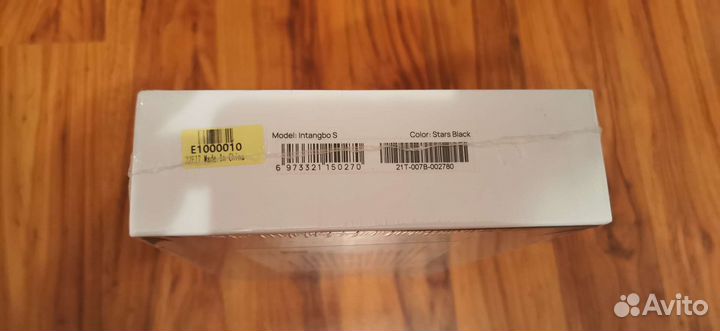 E1000010
Made In China
Model: Intangbo S
Color: Stars Black
6 973321 150270
21T-007B-002780
Avito